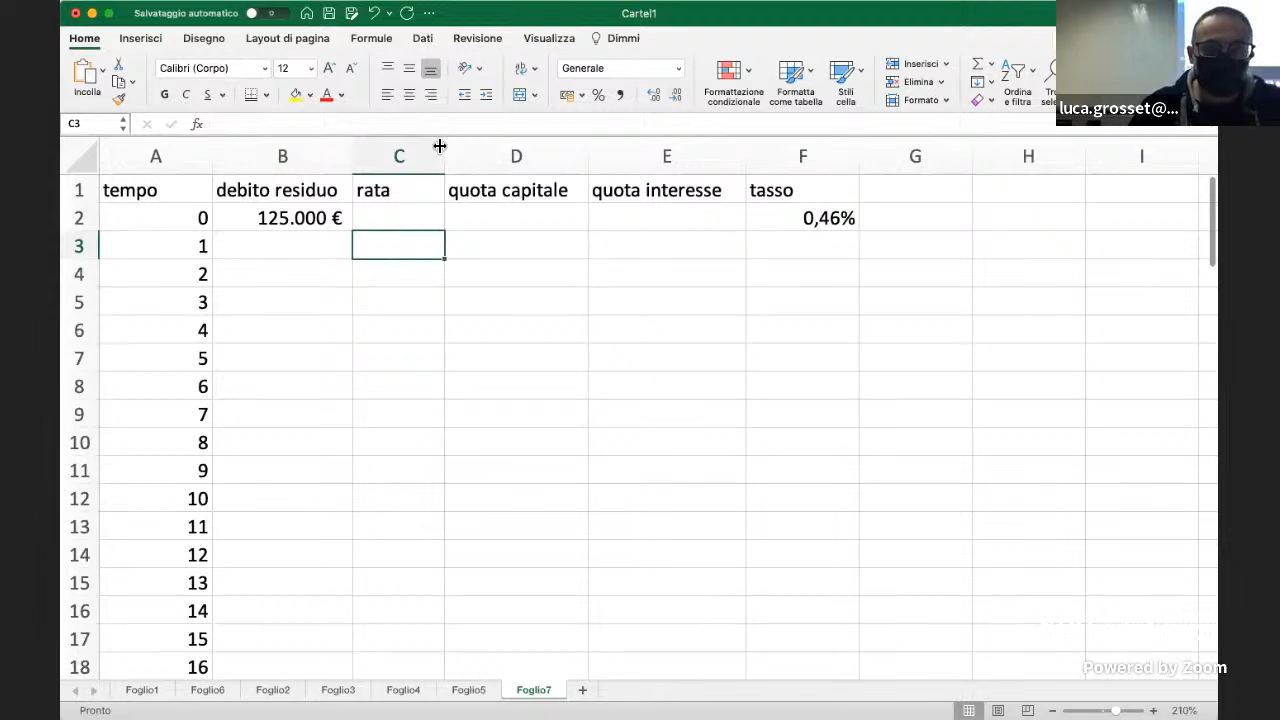 Salvataggio automatico 0 Cartel1
Home Inserisci Disegno Layout di pagina Formule Dati Revisione Visualizza Dimmi
Incolla Calibri (Corpo) 12 A A Generale Formattazione condizionale Formatta come tabella Stili cella Inserisci Elimina Formato Ordina e filtra
G C S A %
luca.grosset@...
C3 fx
A B C D E F G H I
1 tempo debito residuo rata quota capitale quota interesse tasso
2 0 125.000 € 0,46%
3 1
4 2
5 3
6 4
7 5
8 6
9 7
10 8
11 9
12 10
13 11
14 12
15 13
16 14
17 15
18 16
Powered by Zoom
Foglio1 Foglio6 Foglio2 Foglio3 Foglio4 Foglio5 Foglio7 +
Pronto 210%